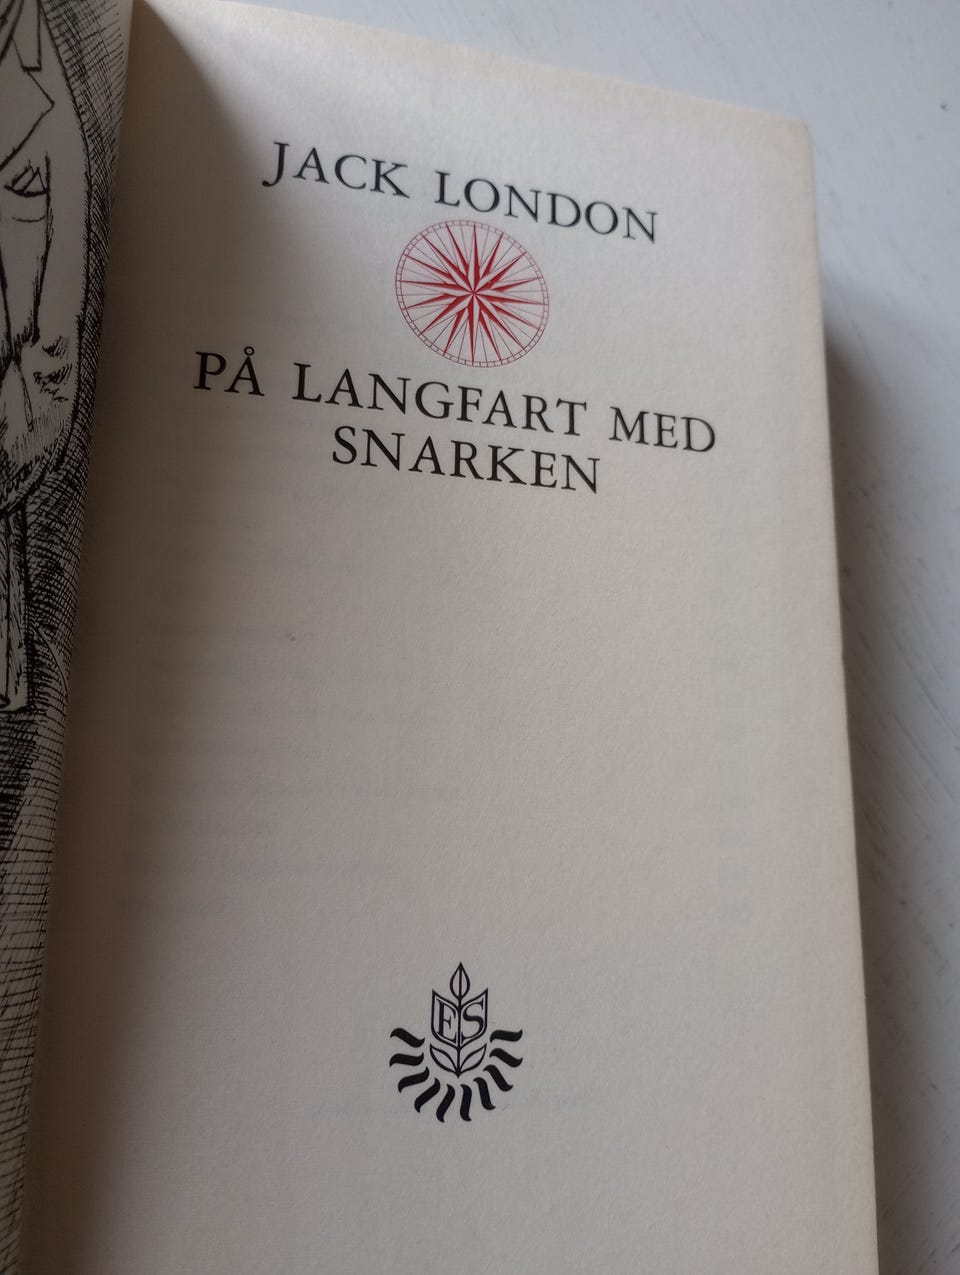 JACK LONDON
PÅ LANGFART MED
SNARKEN
ES